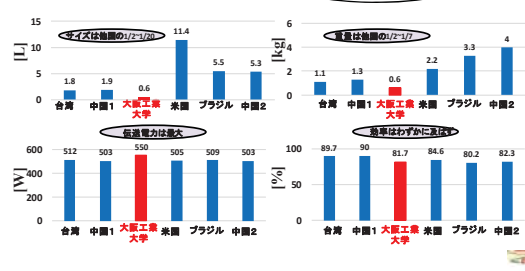 サイズは他国の1/2~1/20
[L]
15
10
5
0
1.8
1.9
0.6
11.4
5.5
5.3
台湾
中国1
大阪工業
大学
米国
ブラジル
中国2
重量は他国の1/2~1/7
[kg]
6
4
2
0
1.1
1.3
0.6
2.2
3.3
4
台湾
中国1
大阪工業
大学
米国
ブラジル
中国2
伝送電力は最大
[W]
600
400
200
0
512
503
550
505
509
503
台湾
中国1
大阪工業
大学
米国
ブラジル
中国2
効率はわずかに及ばず
[%]
100
50
0
89.7
90
81.7
84.6
80.2
82.3
台湾
中国1
大阪工業
大学
米国
ブラジル
中国2